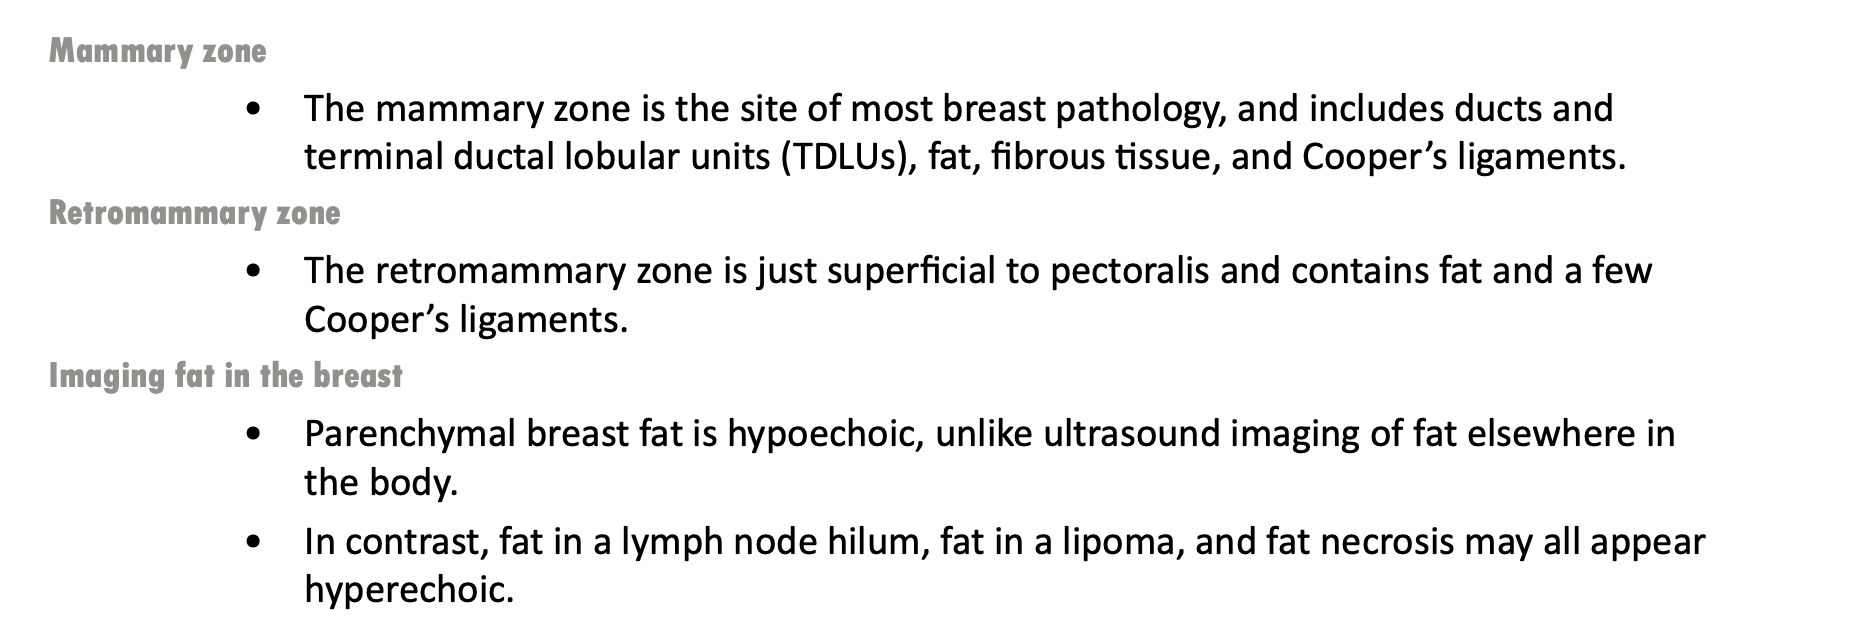 Mammary zone
• The mammary zone is the site of most breast pathology, and includes ducts and
terminal ductal lobular units (TDLUs), fat, fibrous tissue, and Cooper’s ligaments.
Retromammary zone
• The retromammary zone is just superficial to pectoralis and contains fat and a few
Cooper’s ligaments.
Imaging fat in the breast
• Parenchymal breast fat is hypoechoic, unlike ultrasound imaging of fat elsewhere in
the body.
• In contrast, fat in a lymph node hilum, fat in a lipoma, and fat necrosis may all appear
hyperechoic.